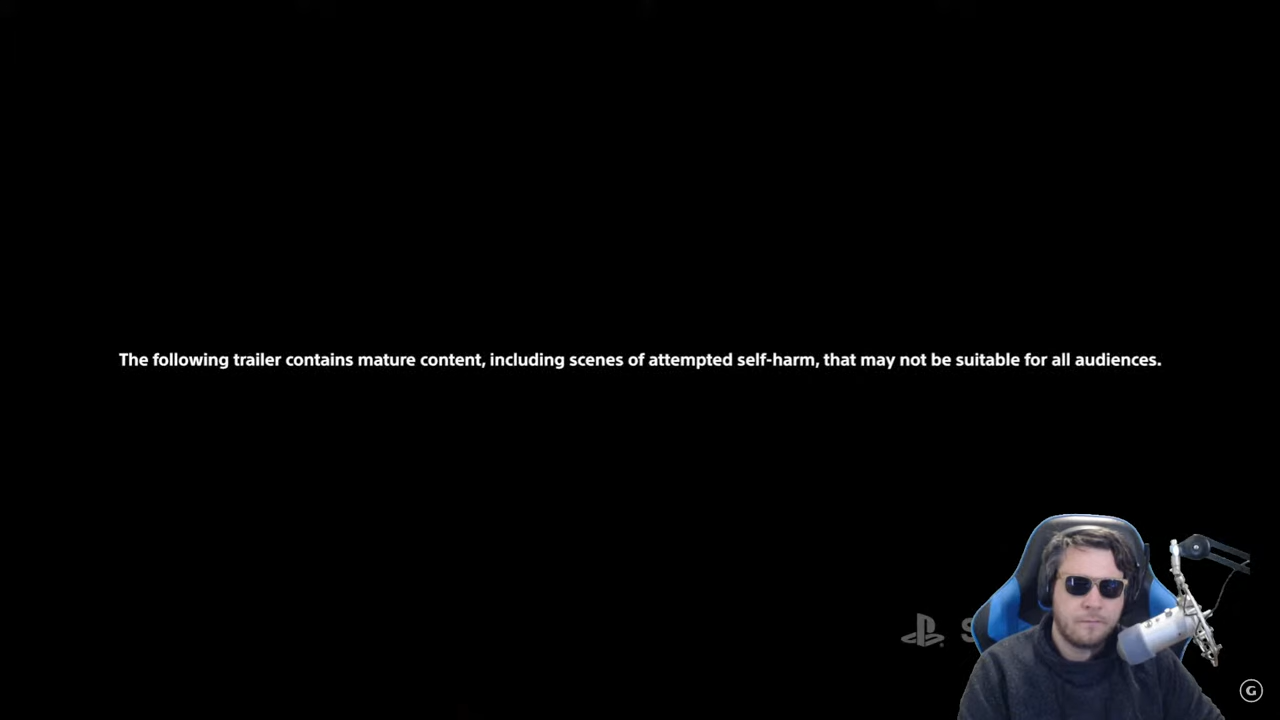 The following trailer contains mature content, including scenes of attempted self-harm, that may not be suitable for all audiences.
S
G